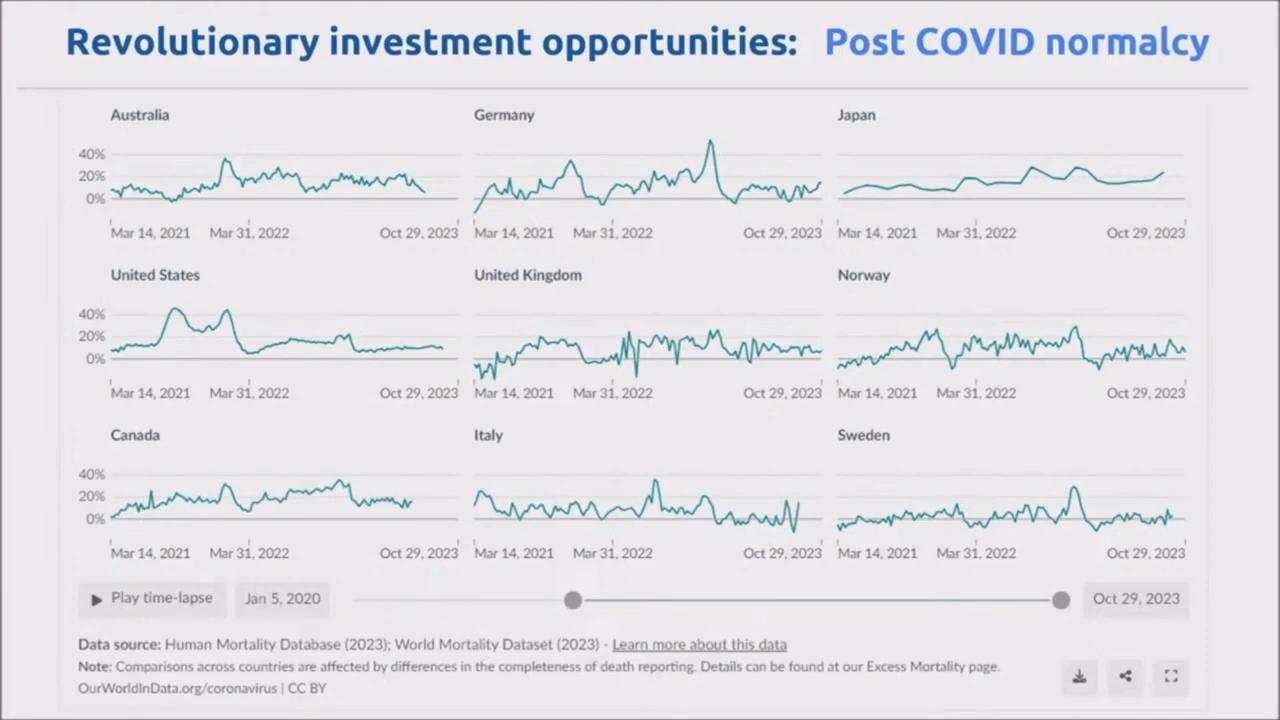 Revolutionary investment opportunities: Post COVID normalcy
Australia
40%
20%
0%
Mar 14, 2021 Mar 31, 2022 Oct 29, 2023
Germany
Mar 14, 2021 Mar 31, 2022 Oct 29, 2023
Japan
Mar 14, 2021 Mar 31, 2022 Oct 29, 2023
United States
40%
20%
0%
Mar 14, 2021 Mar 31, 2022 Oct 29, 2023
United Kingdom
Mar 14, 2021 Mar 31, 2022 Oct 29, 2023
Norway
Mar 14, 2021 Mar 31, 2022 Oct 29, 2023
Canada
40%
20%
0%
Mar 14, 2021 Mar 31, 2022 Oct 29, 2023
Italy
Mar 14, 2021 Mar 31, 2022 Oct 29, 2023
Sweden
Mar 14, 2021 Mar 31, 2022 Oct 29, 2023
Play time-lapse Jan 5, 2020 Oct 29, 2023
Data source: Human Mortality Database (2023); World Mortality Dataset (2023) - Learn more about this data
Note: Comparisons across countries are affected by differences in the completeness of death reporting. Details can be found at our Excess Mortality page.
OurWorldInData.org/coronavirus | CC BY